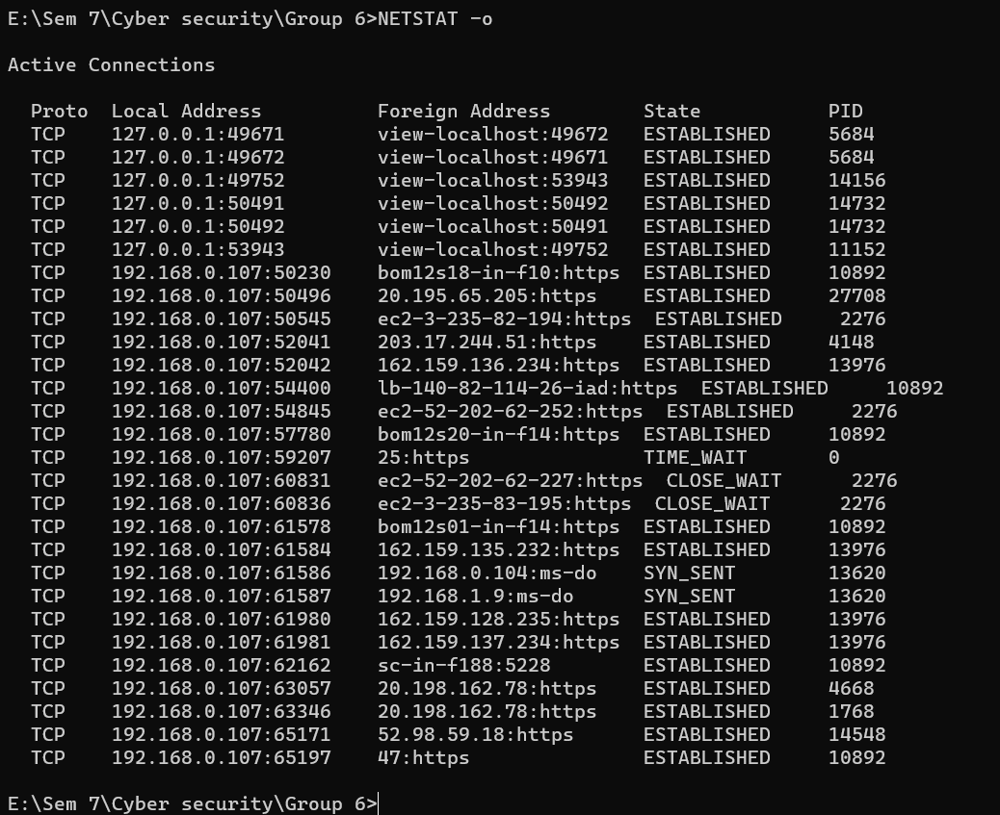 E:\Sem 7\Cyber security\Group 6>NETSTAT -o
Active Connections
Proto  Local Address          Foreign Address        State           PID
TCP    127.0.0.1:49671        view-localhost:49672   ESTABLISHED     5684
TCP    127.0.0.1:49672        view-localhost:49671   ESTABLISHED     5684
TCP    127.0.0.1:49752        view-localhost:53943   ESTABLISHED     14156
TCP    127.0.0.1:50491        view-localhost:50492   ESTABLISHED     14732
TCP    127.0.0.1:50492        view-localhost:50491   ESTABLISHED     14732
TCP    127.0.0.1:53943        view-localhost:49752   ESTABLISHED     11152
TCP    192.168.0.107:50230    bom12s18-in-f10:https  ESTABLISHED     10892
TCP    192.168.0.107:50496    20.195.65.205:https    ESTABLISHED     27708
TCP    192.168.0.107:50545    ec2-3-235-82-194:https  ESTABLISHED     2276
TCP    192.168.0.107:52041    203.17.244.51:https    ESTABLISHED     4148
TCP    192.168.0.107:52042    162.159.136.234:https  ESTABLISHED     13976
TCP    192.168.0.107:54400    lb-140-82-114-26-iad:https  ESTABLISHED     10892
TCP    192.168.0.107:54845    ec2-52-202-62-252:https  ESTABLISHED     2276
TCP    192.168.0.107:57780    bom12s20-in-f14:https  ESTABLISHED     10892
TCP    192.168.0.107:59207    25:https               TIME_WAIT       0
TCP    192.168.0.107:60831    ec2-52-202-62-227:https  CLOSE_WAIT      2276
TCP    192.168.0.107:60836    ec2-3-235-83-195:https  CLOSE_WAIT      2276
TCP    192.168.0.107:61578    bom12s01-in-f14:https  ESTABLISHED     10892
TCP    192.168.0.107:61584    162.159.135.232:https  ESTABLISHED     13976
TCP    192.168.0.107:61586    192.168.0.104:ms-do    SYN_SENT        13620
TCP    192.168.0.107:61587    192.168.1.9:ms-do      SYN_SENT        13620
TCP    192.168.0.107:61980    162.159.128.235:https  ESTABLISHED     13976
TCP    192.168.0.107:61981    162.159.137.234:https  ESTABLISHED     13976
TCP    192.168.0.107:62162    sc-in-f188:5228        ESTABLISHED     10892
TCP    192.168.0.107:63057    20.198.162.78:https    ESTABLISHED     4668
TCP    192.168.0.107:63346    20.198.162.78:https    ESTABLISHED     1768
TCP    192.168.0.107:65171    52.98.59.18:https      ESTABLISHED     14548
TCP    192.168.0.107:65197    47:https               ESTABLISHED     10892
E:\Sem 7\Cyber security\Group 6>